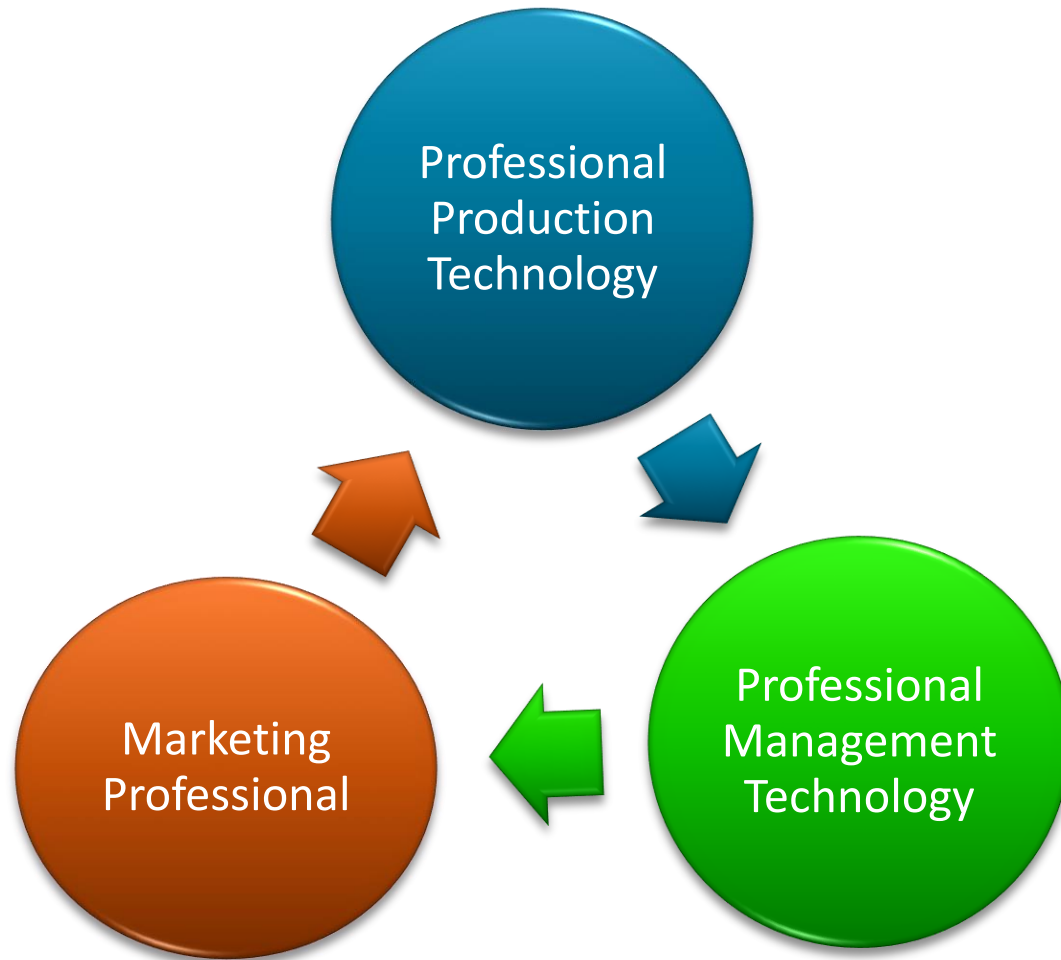 Professional
Production
Technology
Professional
Management
Technology
Marketing
Professional